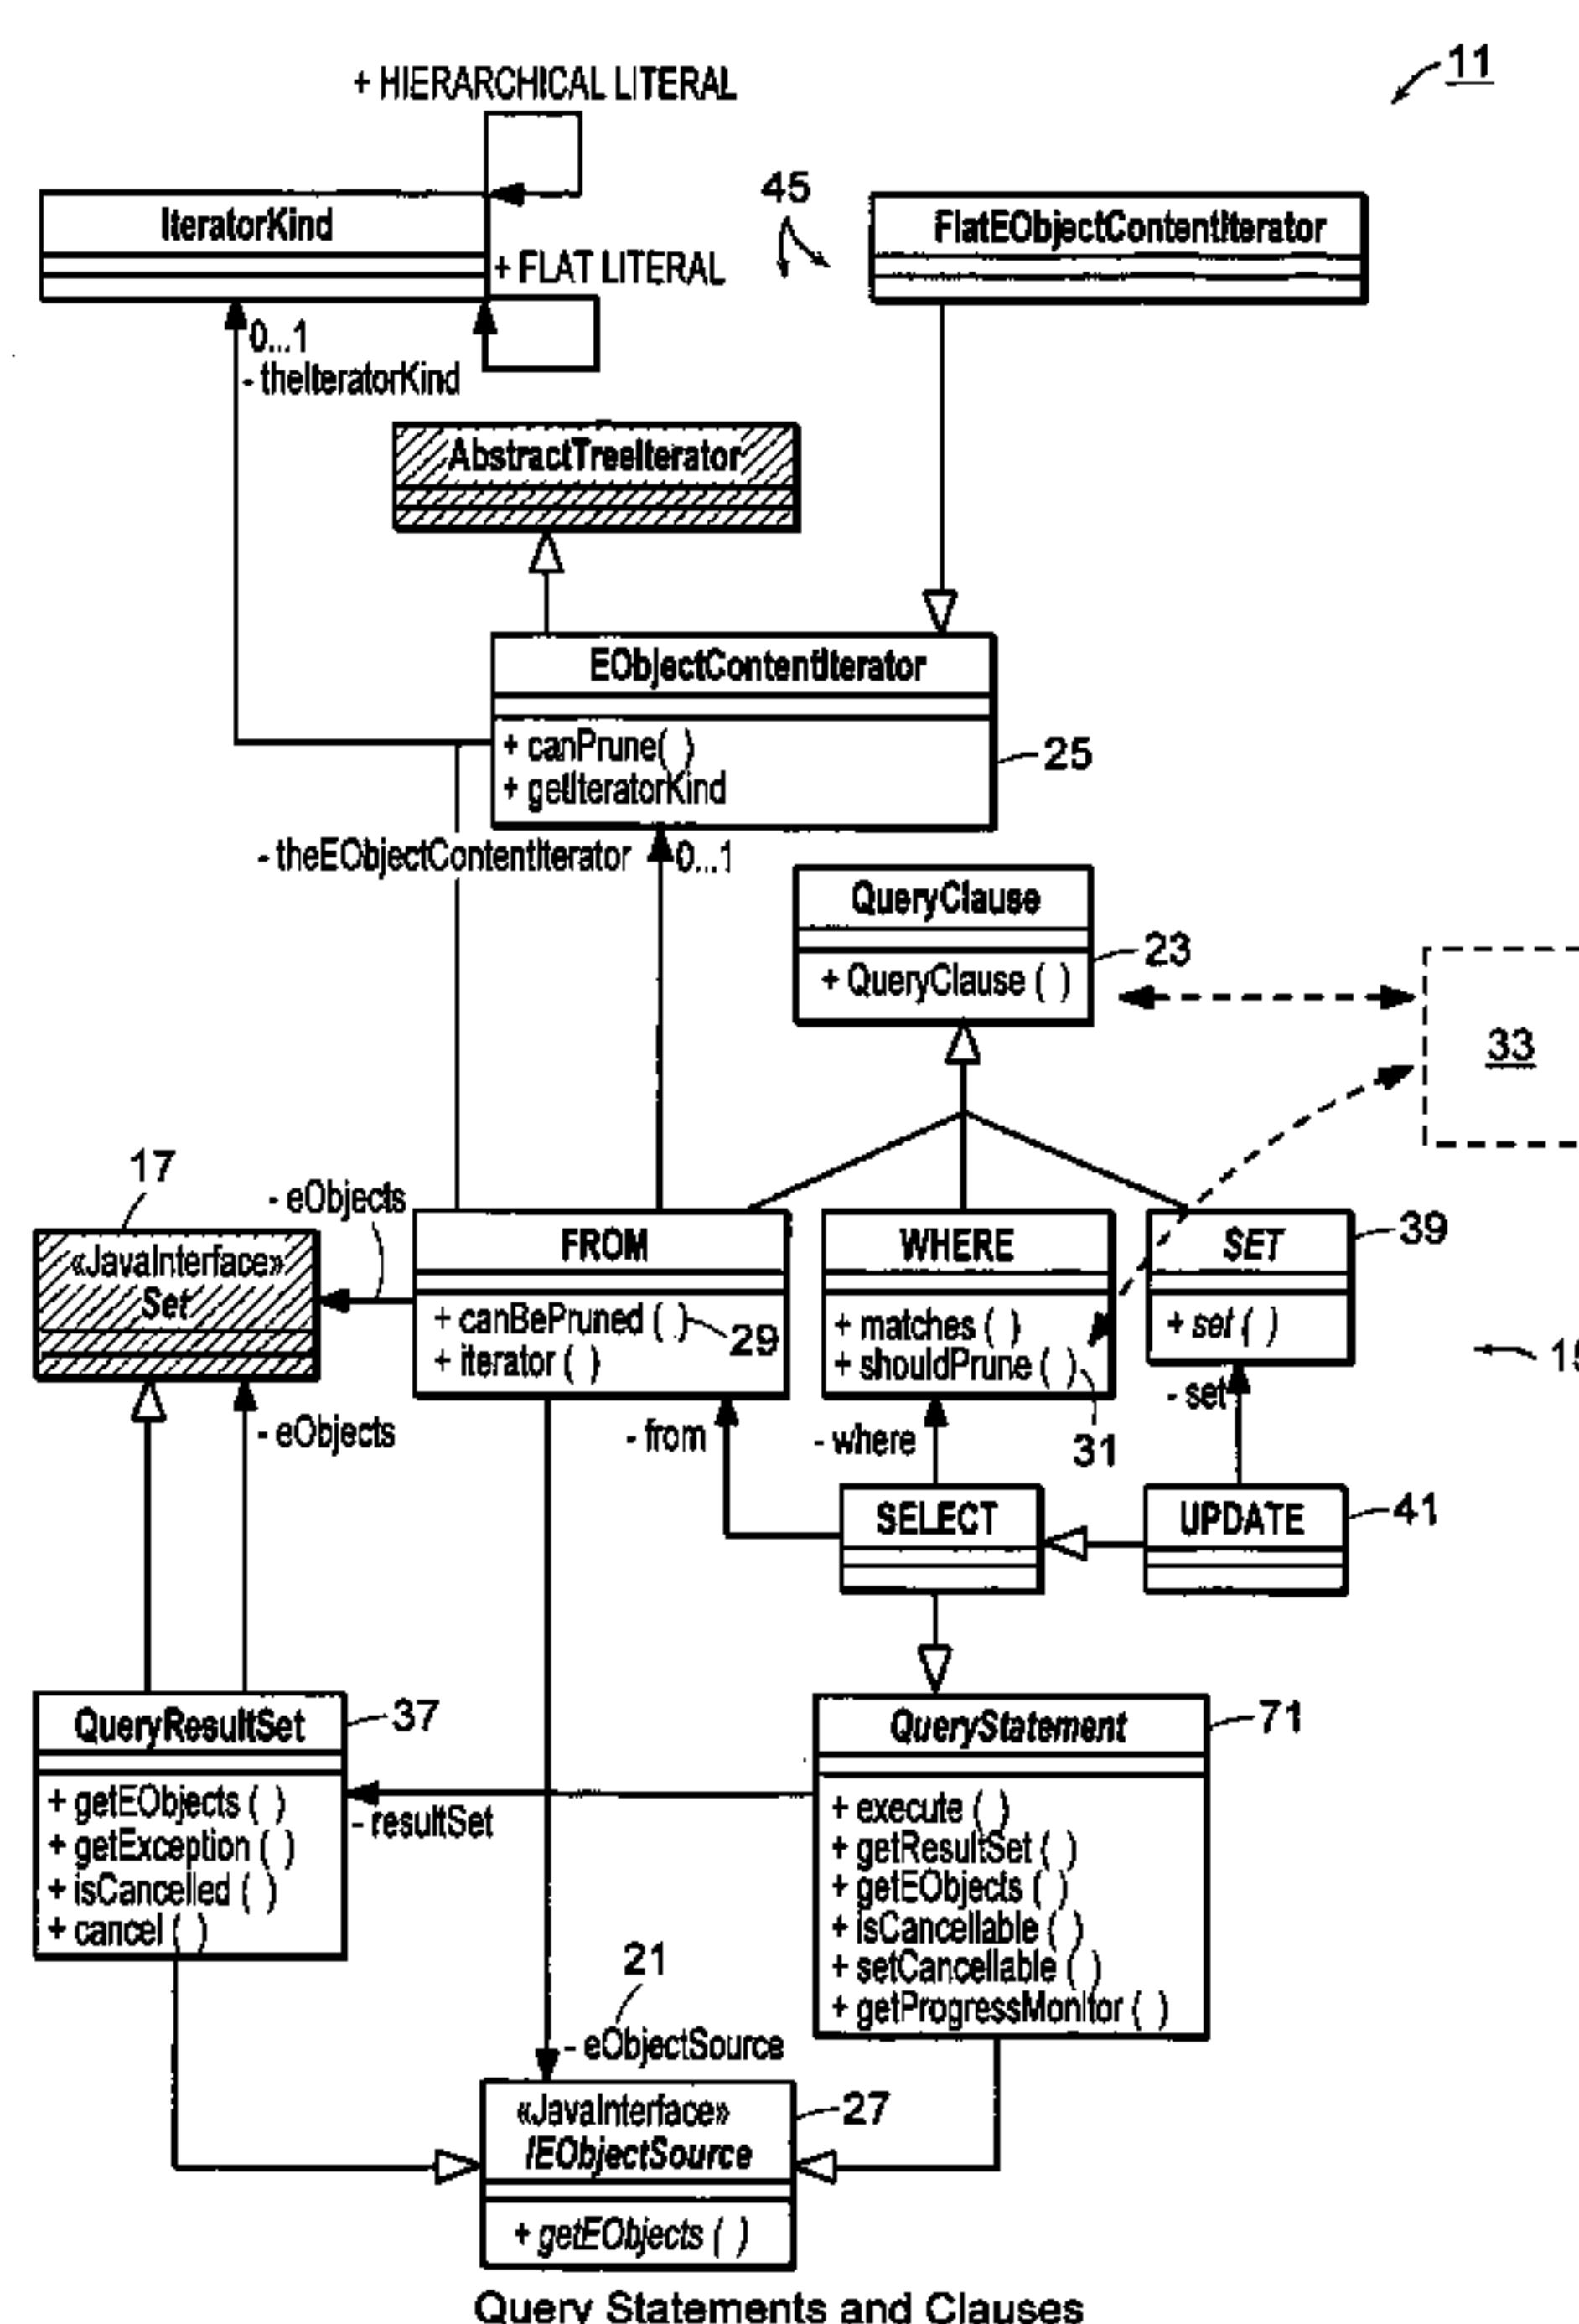 11
+ HIERARCHICAL LITERAL
45
IteratorKind
FlatEObjectContentIterator
+ FLAT LITERAL
0...1
- theIteratorKind
AbstractTreeIterator
EObjectContentIterator
+ canPrune( )
+ getIteratorKind
25
- theEObjectContentIterator
0...1
QueryClause
+ QueryClause ( )
23
33
17
- eObjects
«JavaInterface»
Set
FROM
+ canBePruned ( )
+ iterator ( )
29
WHERE
+ matches ( )
+ shouldPrune ( )
31
SET
+ set ( )
39
- eObjects
- from
- where
- set
SELECT
UPDATE
41
QueryResultSet
37
+ getEObjects ( )
+ getException ( )
+ isCancelled ( )
+ cancel ( )
- resultSet
QueryStatement
71
+ execute ( )
+ getResultSet ( )
+ getEObjects ( )
+ isCancellable ( )
+ setCancellable ( )
+ getProgressMonitor ( )
21
- eObjectSource
«JavaInterface»
IEObjectSource
27
+ getEObjects ( )
Query Statements and Clauses